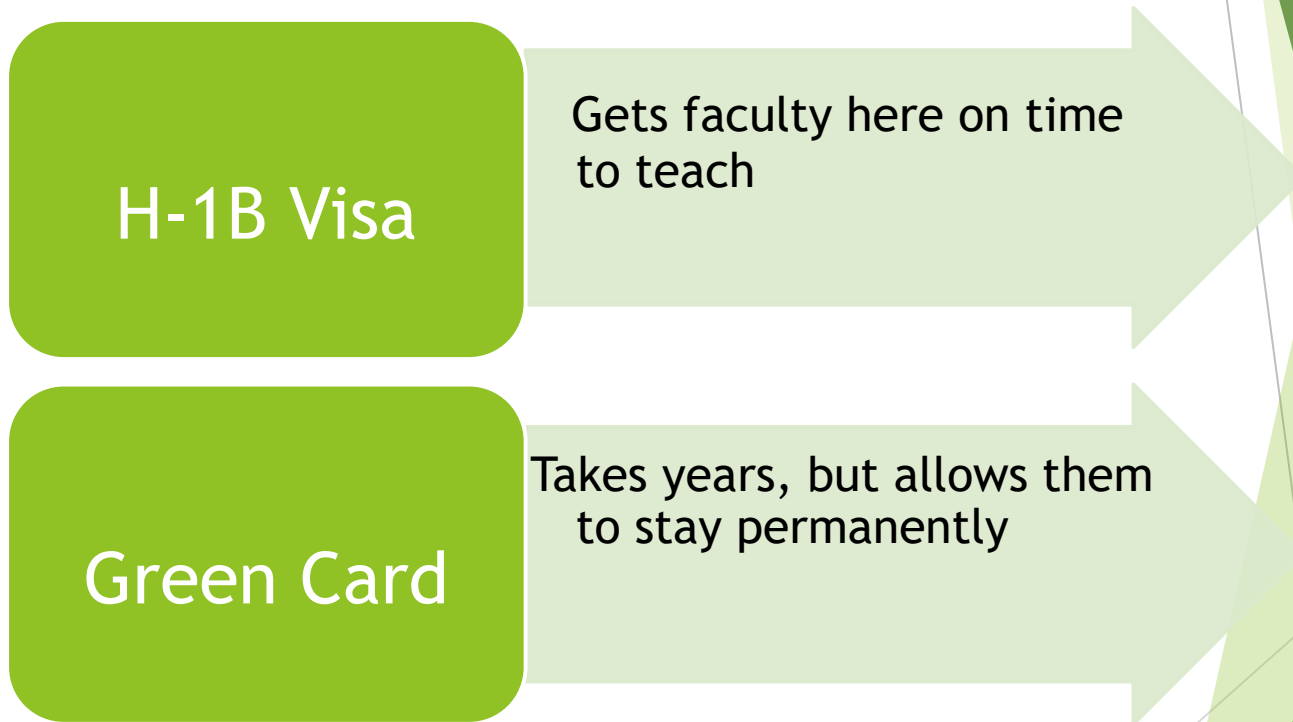 H-1B Visa
Gets faculty here on time
to teach
Green Card
Takes years, but allows them
to stay permanently